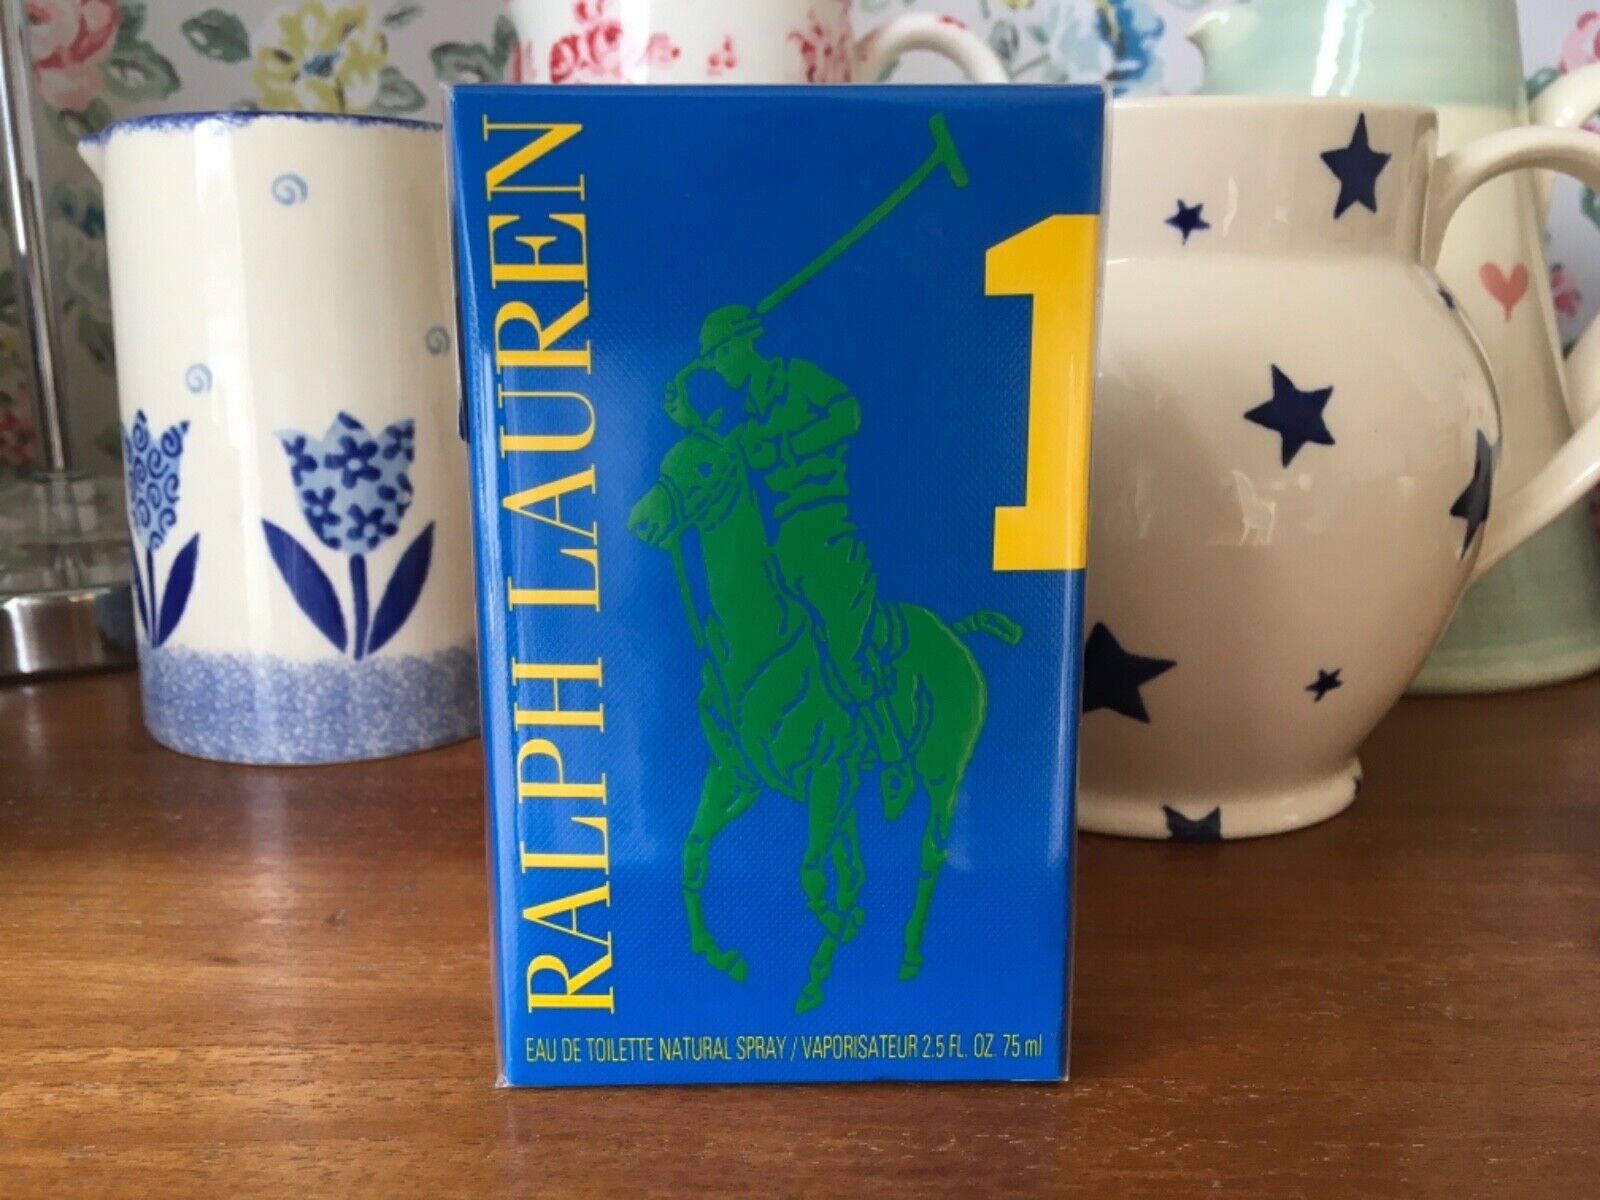 RALPH LAUREN
1
EAU DE TOILETTE NATURAL SPRAY / VAPORISATEUR 2.5 FL. OZ. 75 ml